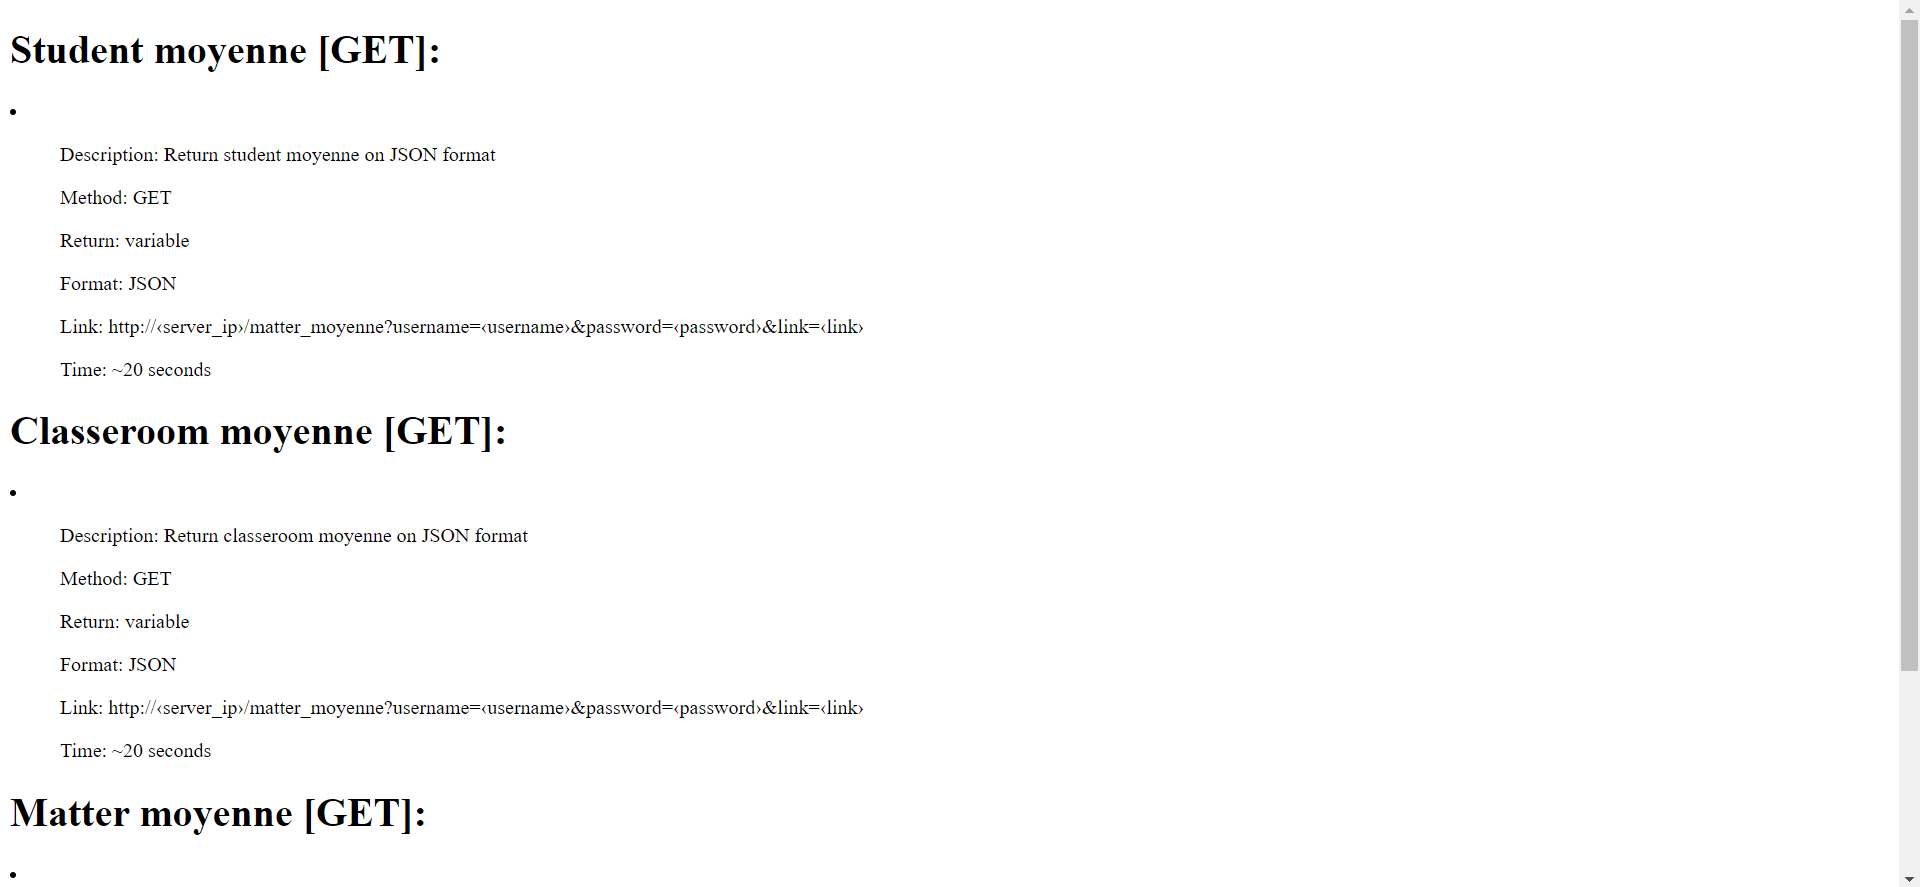 Student moyenne [GET]:
Description: Return student moyenne on JSON format
Method: GET
Return: variable
Format: JSON
Link: http://‹server_ip›/matter_moyenne?username=‹username›&password=‹password›&link=‹link›
Time: ~20 seconds
Classeroom moyenne [GET]:
Description: Return classeroom moyenne on JSON format
Method: GET
Return: variable
Format: JSON
Link: http://‹server_ip›/matter_moyenne?username=‹username›&password=‹password›&link=‹link›
Time: ~20 seconds
Matter moyenne [GET]: